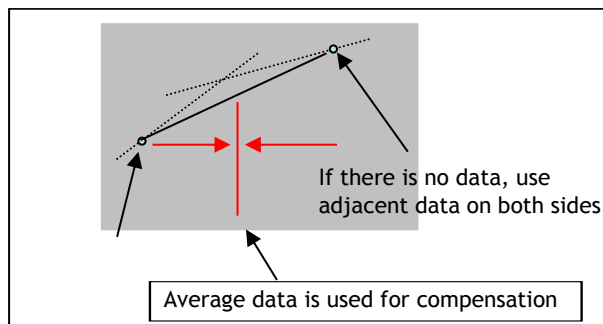 If there is no data, use
adjacent data on both sides
Average data is used for compensation